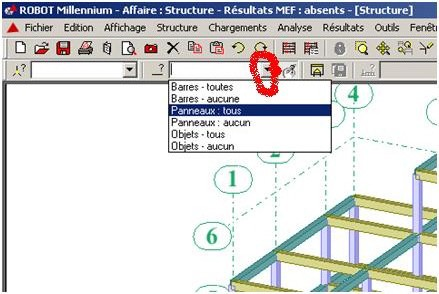 ROBOT Millennium - Affaire : Structure - Résultats MEF : absents - [Structure]
Fichier Edition Affichage Structure Chargements Analyse Résultats Outils Fenêt
Barres - toutes
Barres - aucune
Panneaux : tous
Panneaux : aucun
Objets - tous
Objets - aucun
4
2
1
6